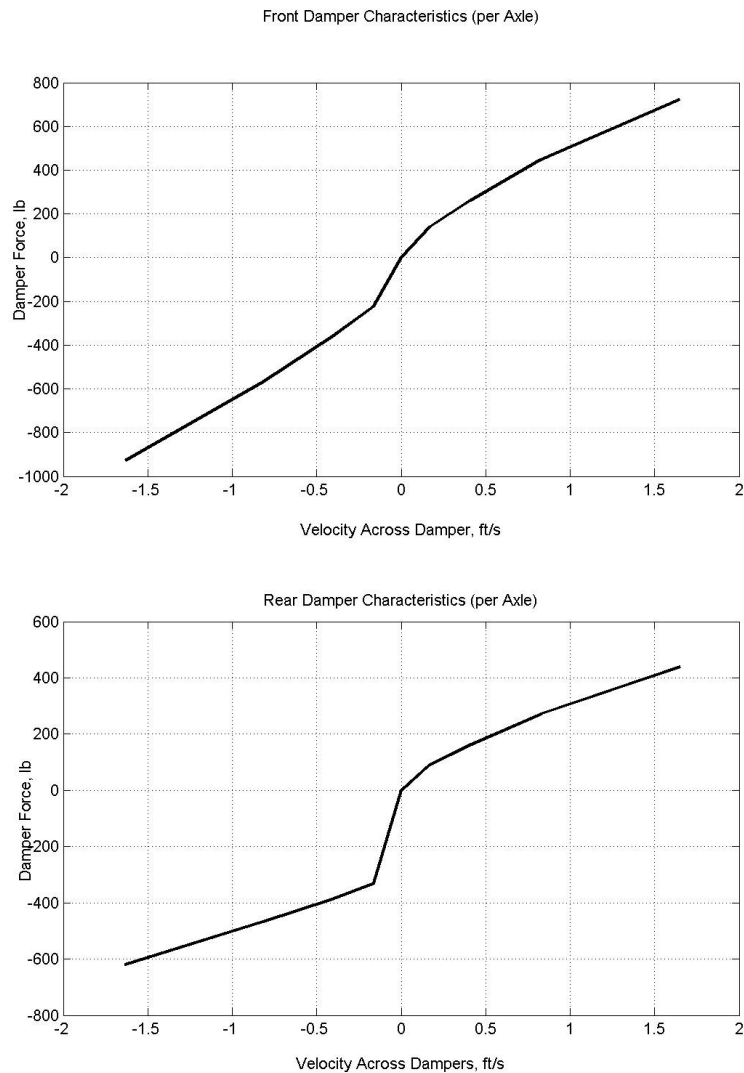 Front Damper Characteristics (per Axle)
800
600
400
200
0
-200
-400
-600
-800
-1000
Damper Force, lb
-2 -1.5 -1 -0.5 0 0.5 1 1.5 2
Velocity Across Damper, ft/s
Rear Damper Characteristics (per Axle)
600
400
200
0
-200
-400
-600
-800
Damper Force, lb
-2 -1.5 -1 -0.5 0 0.5 1 1.5 2
Velocity Across Dampers, ft/s